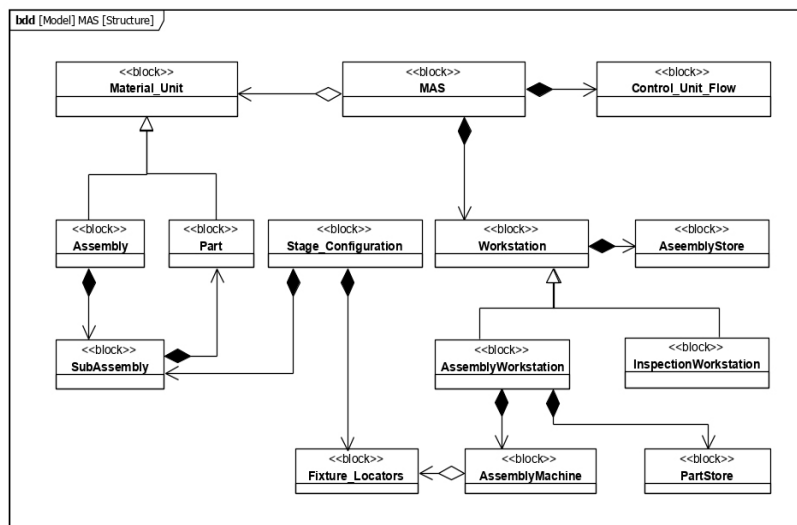 bdd [Model] MAS [Structure]
<<block>>
Material_Unit
<<block>>
MAS
<<block>>
Control_Unit_Flow
<<block>>
Assembly
<<block>>
Part
<<block>>
Stage_Configuration
<<block>>
Workstation
<<block>>
AseemblyStore
<<block>>
SubAssembly
<<block>>
AssemblyWorkstation
<<block>>
InspectionWorkstation
<<block>>
Fixture_Locators
<<block>>
AssemblyMachine
<<block>>
PartStore